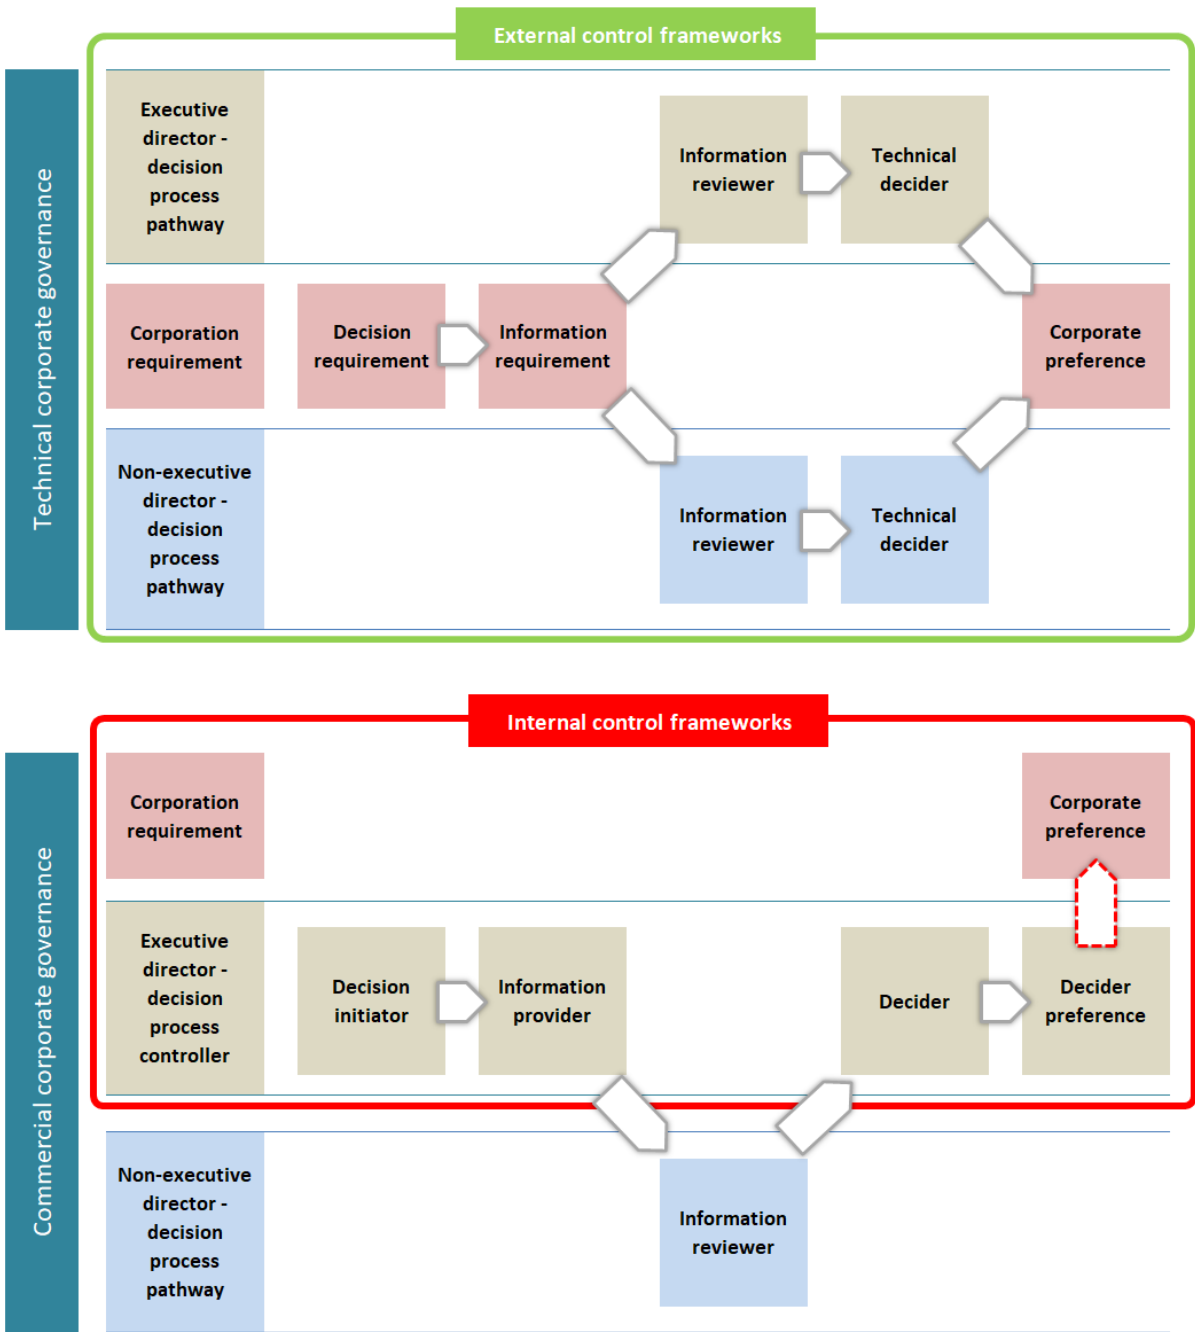 External control frameworks
Technical corporate governance
Executive
director -
decision
process
pathway
Information
reviewer
Technical
decider
Corporation
requirement
Decision
requirement
Information
requirement
Corporate
preference
Non-executive
director -
decision
process
pathway
Information
reviewer
Technical
decider
Internal control frameworks
Commercial corporate governance
Corporation
requirement
Corporate
preference
Executive
director -
decision
process
controller
Decision
initiator
Information
provider
Decider
Decider
preference
Non-executive
director -
decision
process
pathway
Information
reviewer